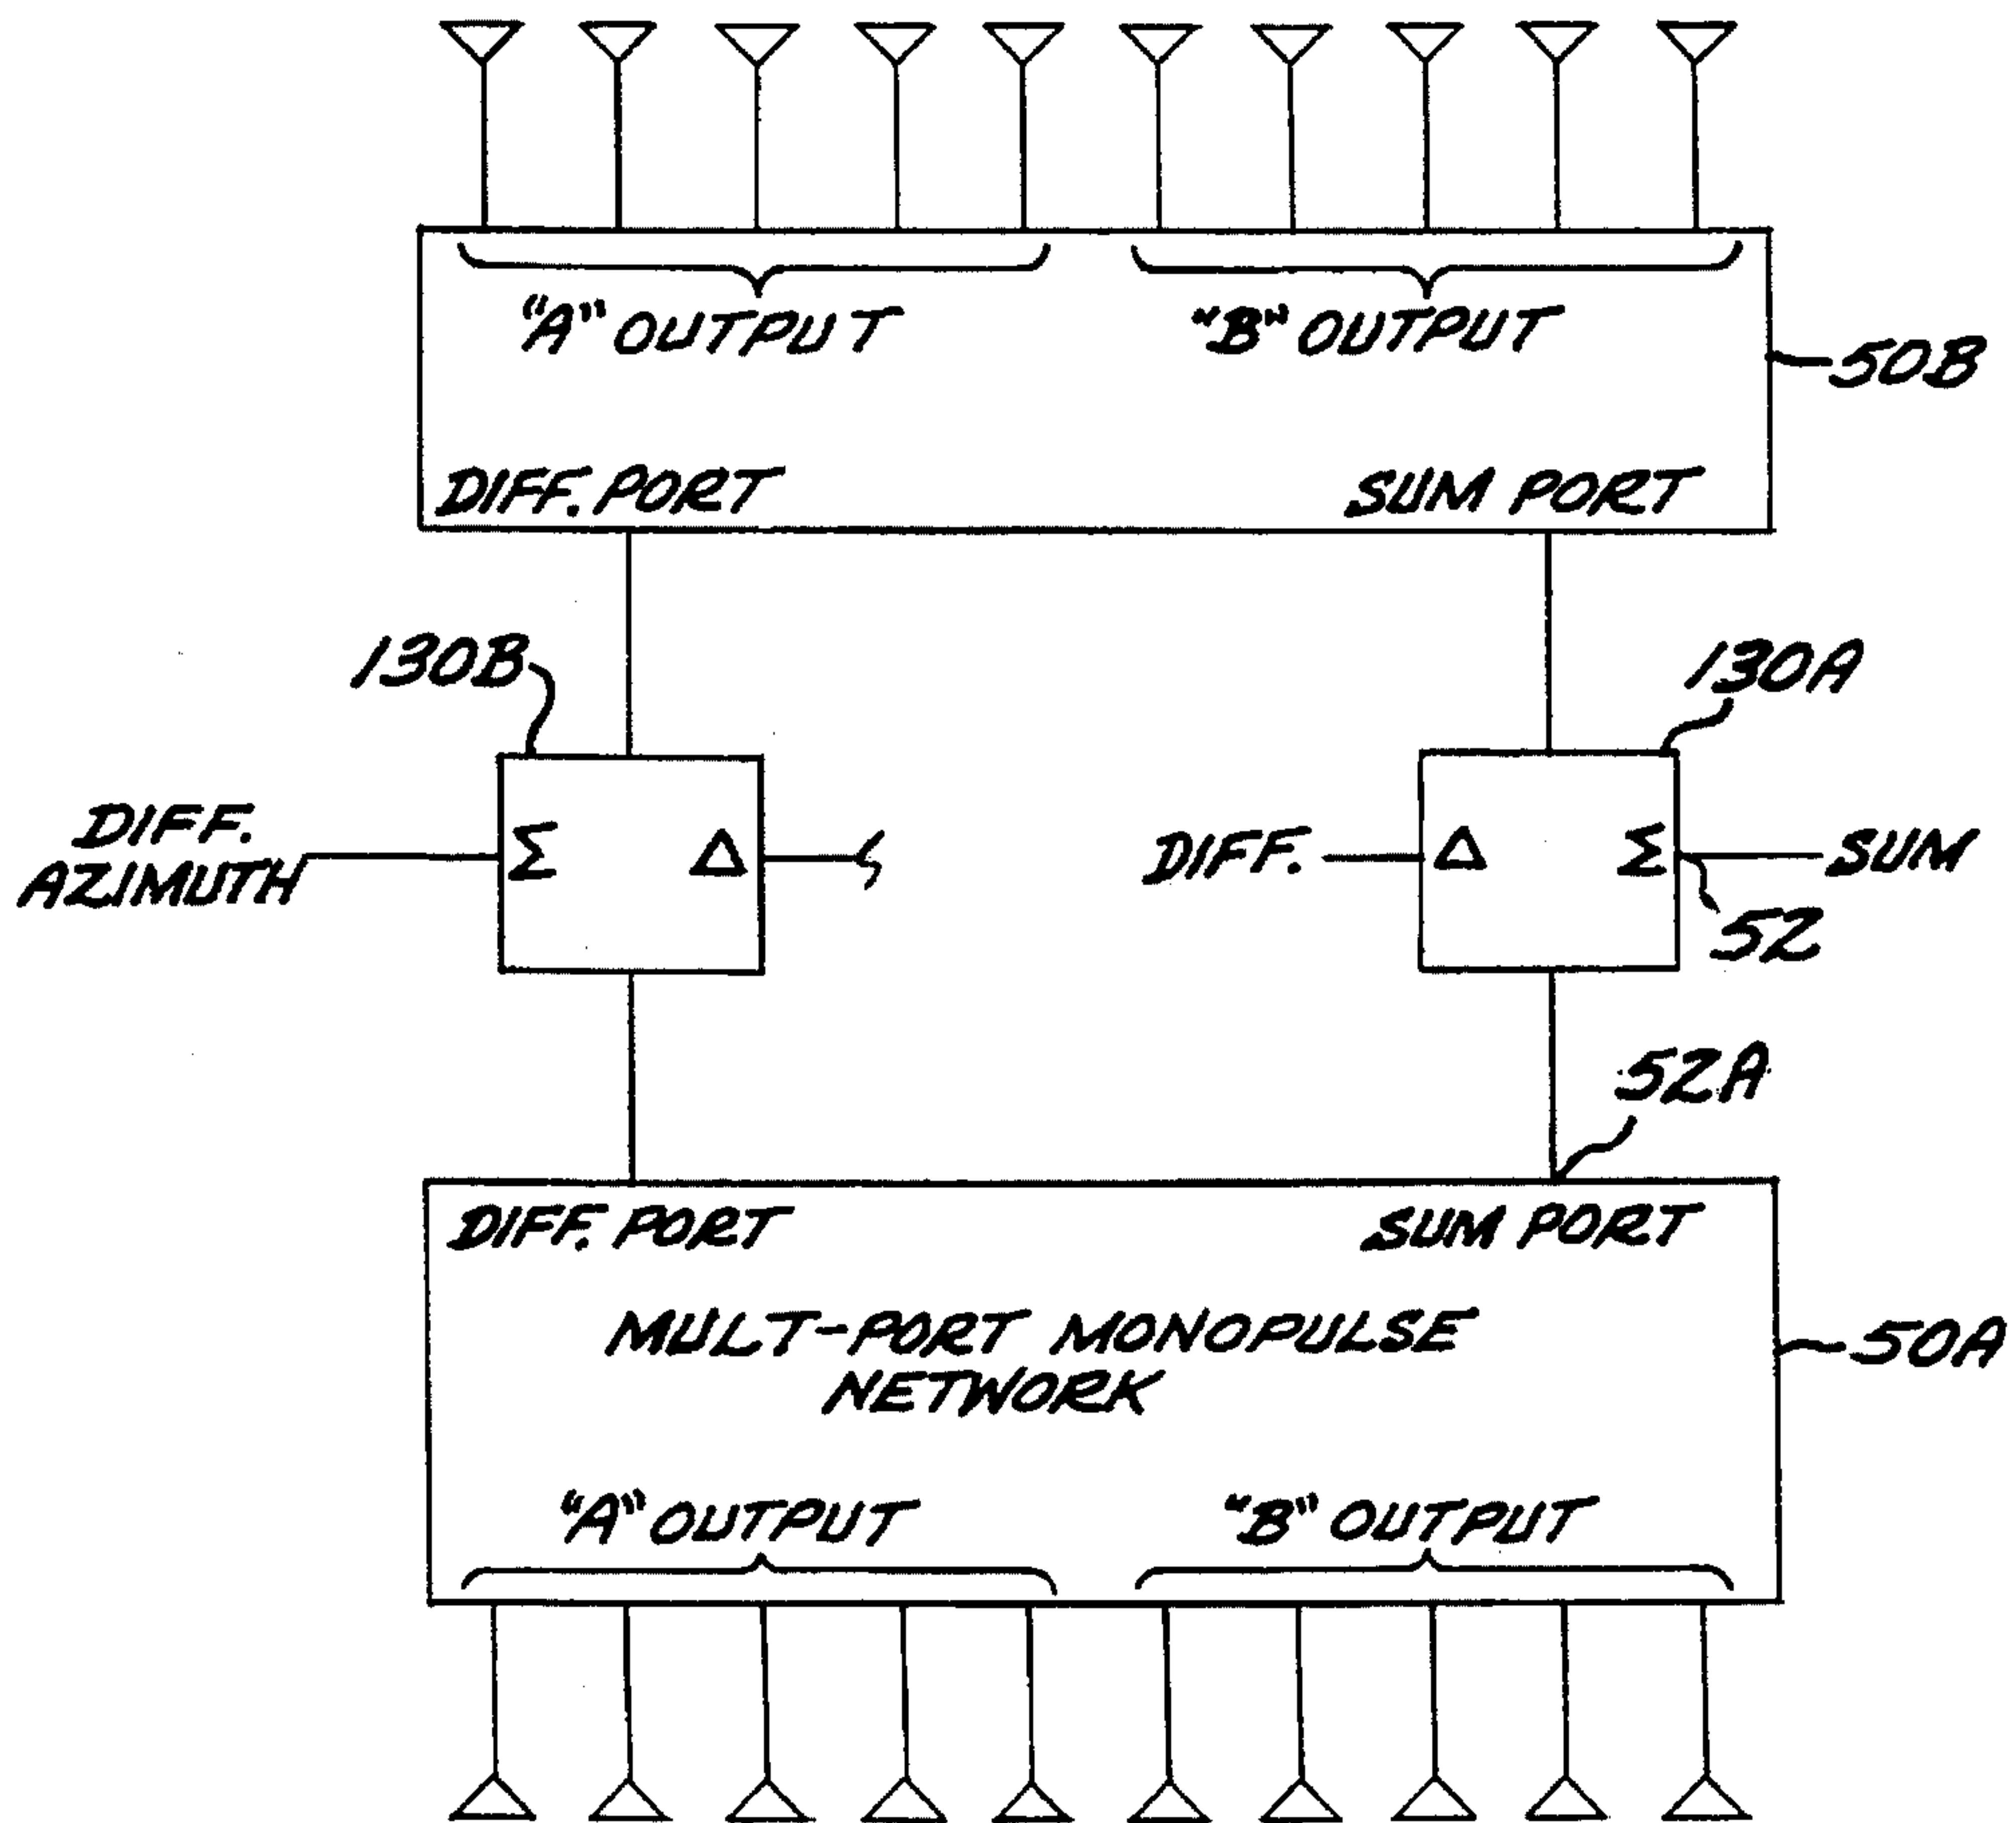 "A" OUTPUT
"B" OUTPUT
50B
DIFF. PORT
SUM PORT
130B
130A
DIFF.
AZIMUTH
Σ
Δ
DIFF.
Δ
Σ
SUM
52
52A
DIFF. PORT
SUM PORT
MULT-PORT MONOPULSE
NETWORK
50A
"A" OUTPUT
"B" OUTPUT